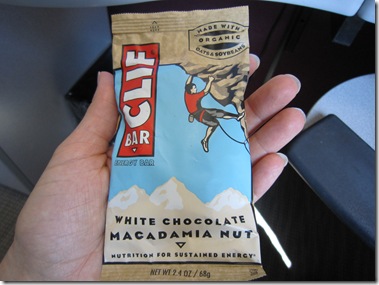 MADE WITH
ORGANIC
OATS & SOYBEANS
CLIF
BAR
ENERGY BAR
WHITE CHOCOLATE
MACADAMIA NUT
NUTRITION FOR SUSTAINED ENERGY
NET WT 2.4 OZ / 68g